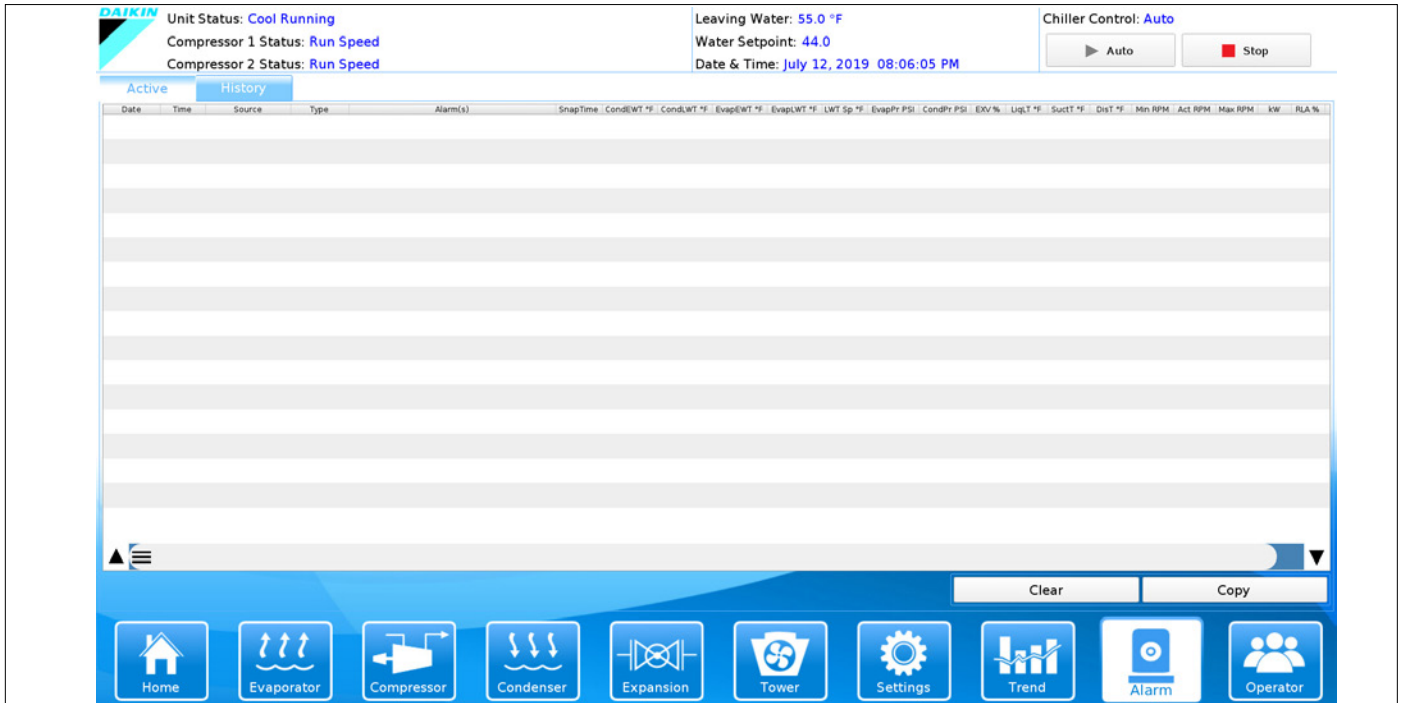 DAIKIN
Unit Status: Cool Running
Compressor 1 Status: Run Speed
Compressor 2 Status: Run Speed
Leaving Water: 55.0 °F
Water Setpoint: 44.0
Date & Time: July 12, 2019 08:06:05 PM
Chiller Control: Auto
Auto
Stop
Active History
Date Time Source Type Alarm(s) SnapTime CondEWT °F CondLWT °F EvapEWT °F EvapLWT °F LWT Sp °F EvapPr PSI CondPr PSI EXV % LiqLT °F SuctT °F DisT °F Min RPM Act RPM Max RPM kW RLA %
Clear Copy
Home Evaporator Compressor Condenser Expansion Tower Settings Trend Alarm Operator